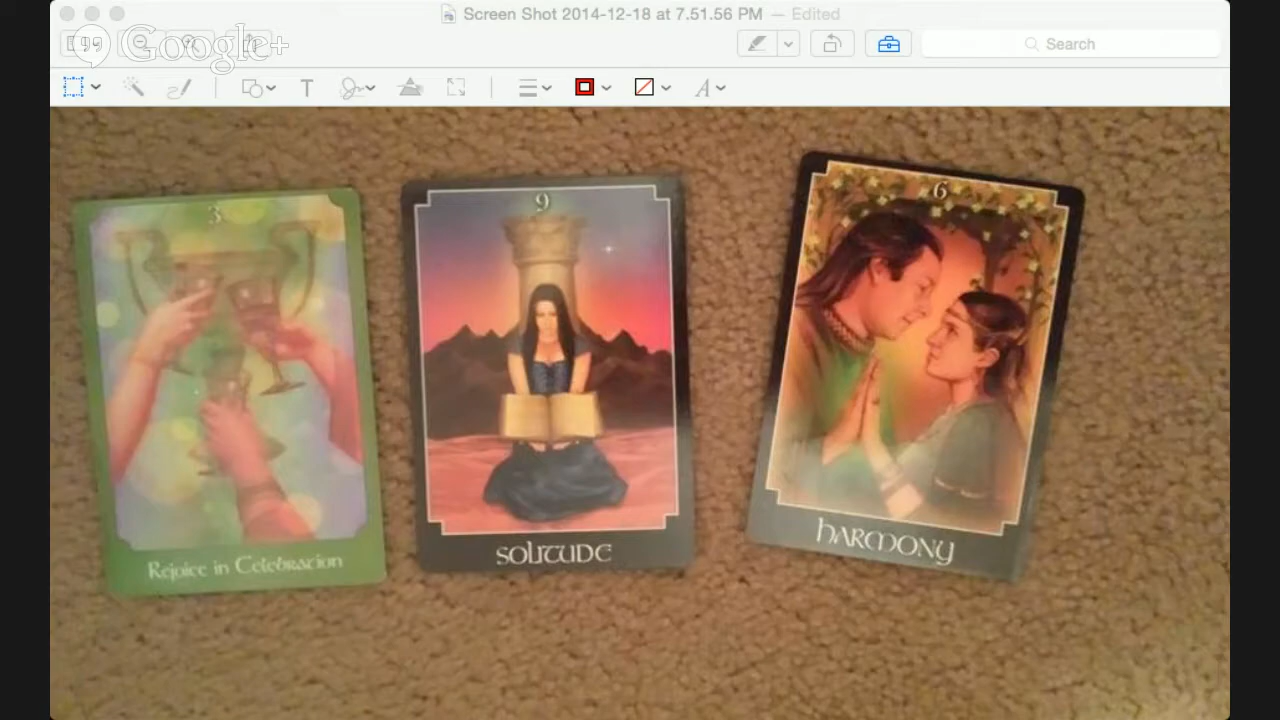 Screen Shot 2014-12-18 at 7.51.56 PM — Edited
Google+
Search
3
Rejoice in Celebration
9
SOLITUDE
6
HARMONY